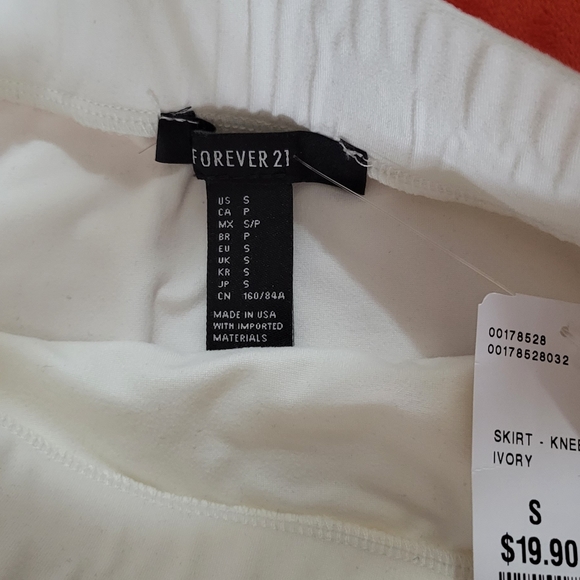 FOREVER 21
US S
CA P
MX S/P
BR P
EU S
UK S
KR S
JP S
CN 160/84A
MADE IN USA
WITH IMPORTED
MATERIALS
00178528
00178528032
SKIRT - KNEE
IVORY
S
$19.90